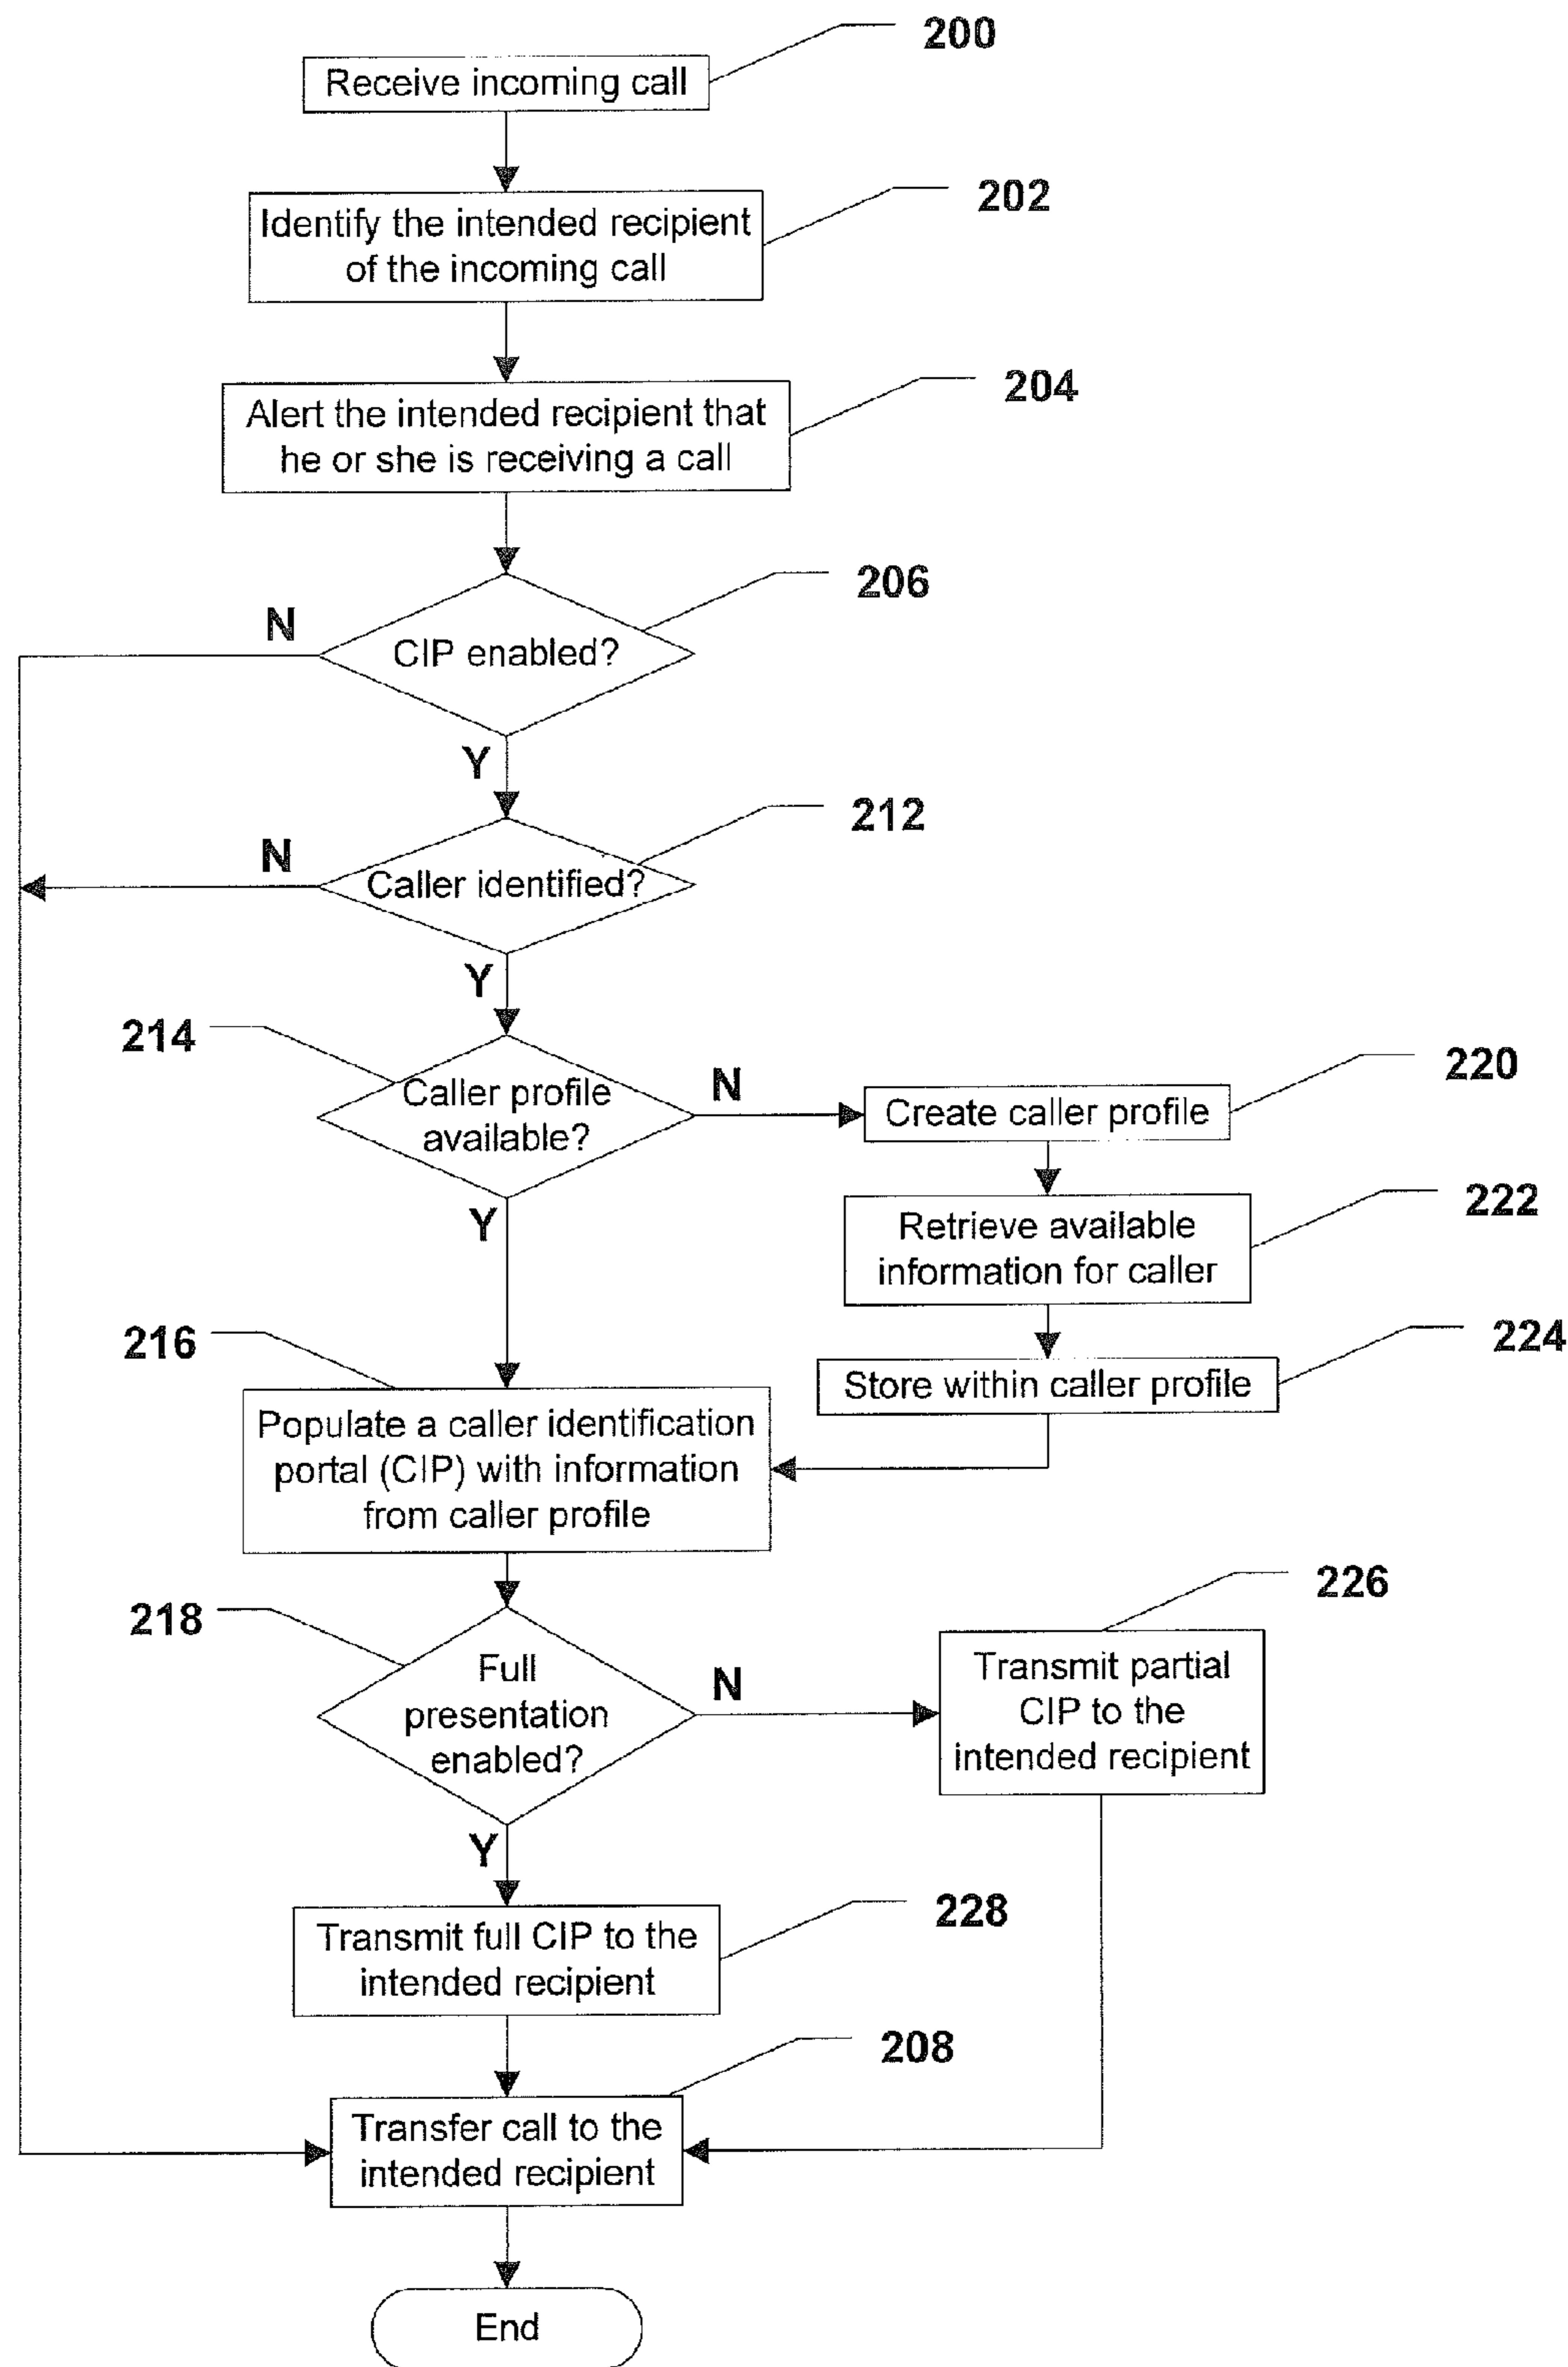 200
Receive incoming call
202
Identify the intended recipient
of the incoming call
204
Alert the intended recipient that
he or she is receiving a call
206
N
CIP enabled?
Y
212
N
Caller identified?
Y
214
Caller profile
available?
N
220
Create caller profile
222
Retrieve available
information for caller
224
Store within caller profile
Y
216
Populate a caller identification
portal (CIP) with information
from caller profile
218
Full
presentation
enabled?
N
226
Transmit partial
CIP to the
intended recipient
Y
228
Transmit full CIP to the
intended recipient
208
Transfer call to the
intended recipient
End